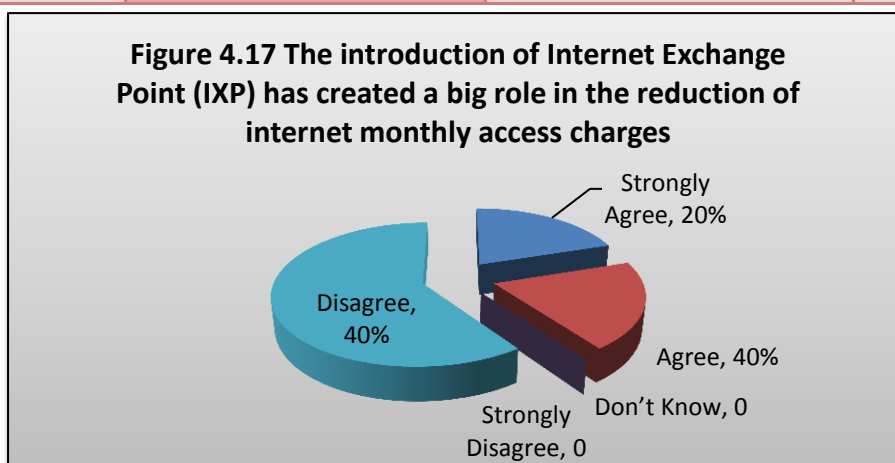 Figure 4.17 The introduction of Internet Exchange
Point (IXP) has created a big role in the reduction of
internet monthly access charges
Strongly
Agree, 20%
Disagree,
40%
Agree, 40%
Don’t Know, 0
Strongly
Disagree, 0